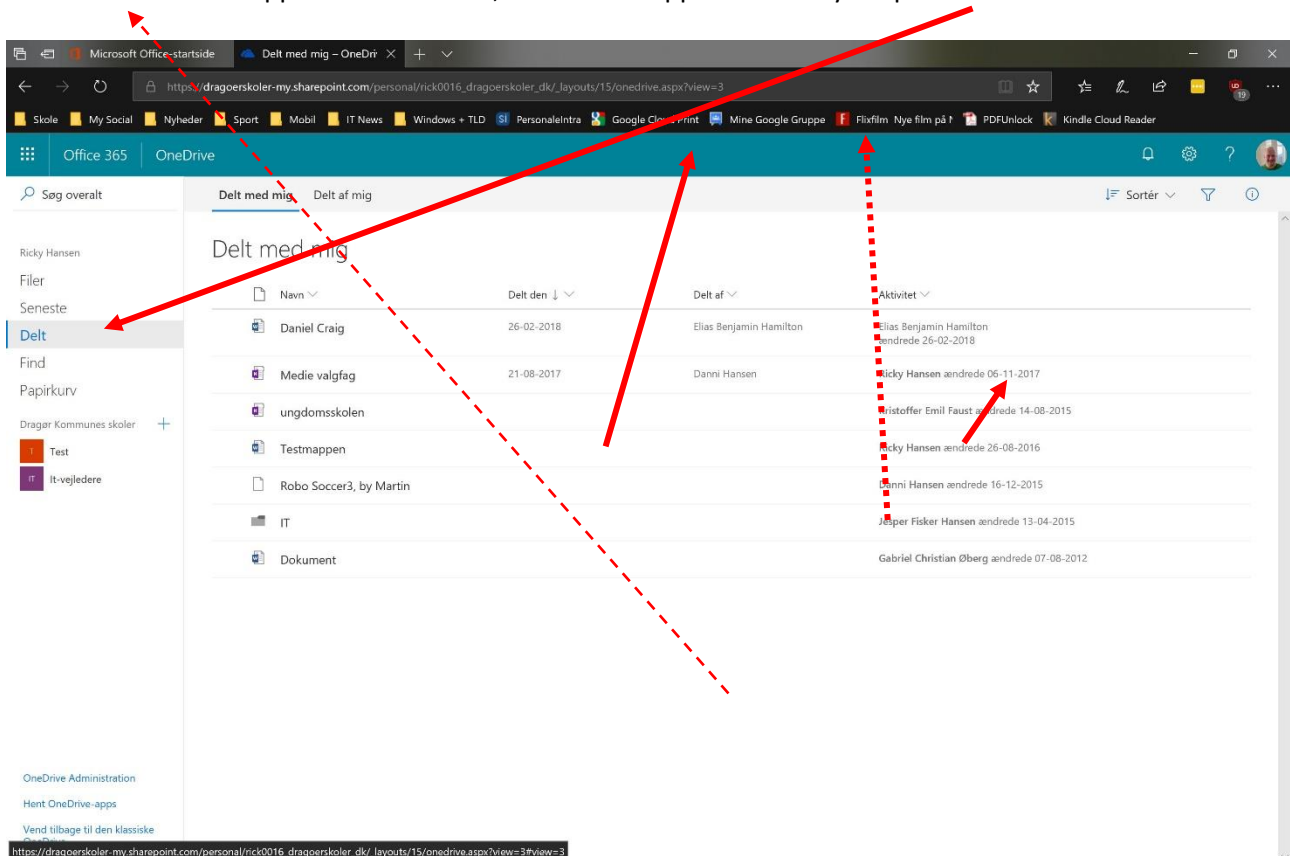 Microsoft Office-startside Delt med mig – OneDri
https://dragoerskoler-my.sharepoint.com/personal/rick0016_dragoerskoler_dk/_layouts/15/onedrive.aspx?view=3
Skole My Social Nyheder Sport Mobil IT News Windows + TLD PersonaleIntra Google Cloud Print Mine Google Gruppe Flixfilm Nye film på PDFUnlock Kindle Cloud Reader
Office 365 OneDrive
Søg overalt Delt med mig Delt af mig Sortér
Ricky Hansen
Filer
Seneste
Delt
Find
Papirkurv
Dragør Kommunes skoler
T Test
IT It-vejledere
OneDrive Administration
Hent OneDrive-apps
Vend tilbage til den klassiske
Delt med mig
Navn Delt den Delt af Aktivitet
Daniel Craig 26-02-2018 Elias Benjamin Hamilton Elias Benjamin Hamilton
ændrede 26-02-2018
Medie valgfag 21-08-2017 Danni Hansen Ricky Hansen ændrede 06-11-2017
ungdomsskolen Kristoffer Emil Faust ændrede 14-08-2015
Testmappen Ricky Hansen ændrede 26-08-2016
Robo Soccer3, by Martin Danni Hansen ændrede 16-12-2015
IT Jesper Fisker Hansen ændrede 13-04-2015
Dokument Gabriel Christian Øberg ændrede 07-08-2012
https://dragoerskoler-my.sharepoint.com/personal/rick0016_dragoerskoler_dk/_layouts/15/onedrive.aspx?view=3#view=3